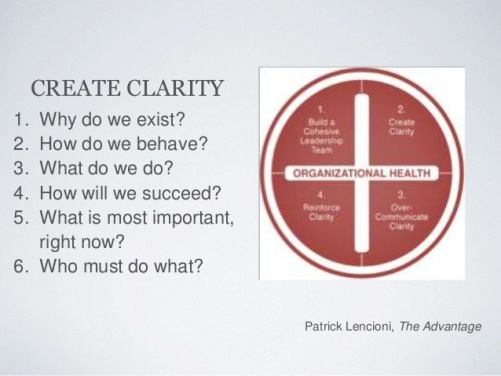 CREATE CLARITY
1. Why do we exist?
2. How do we behave?
3. What do we do?
4. How will we succeed?
5. What is most important,
right now?
6. Who must do what?
1.
Build a
Cohesive
Leadership
Team
2.
Create
Clarity
ORGANIZATIONAL HEALTH
4.
Reinforce
Clarity
3.
Over-
Communicate
Clarity
Patrick Lencioni, The Advantage